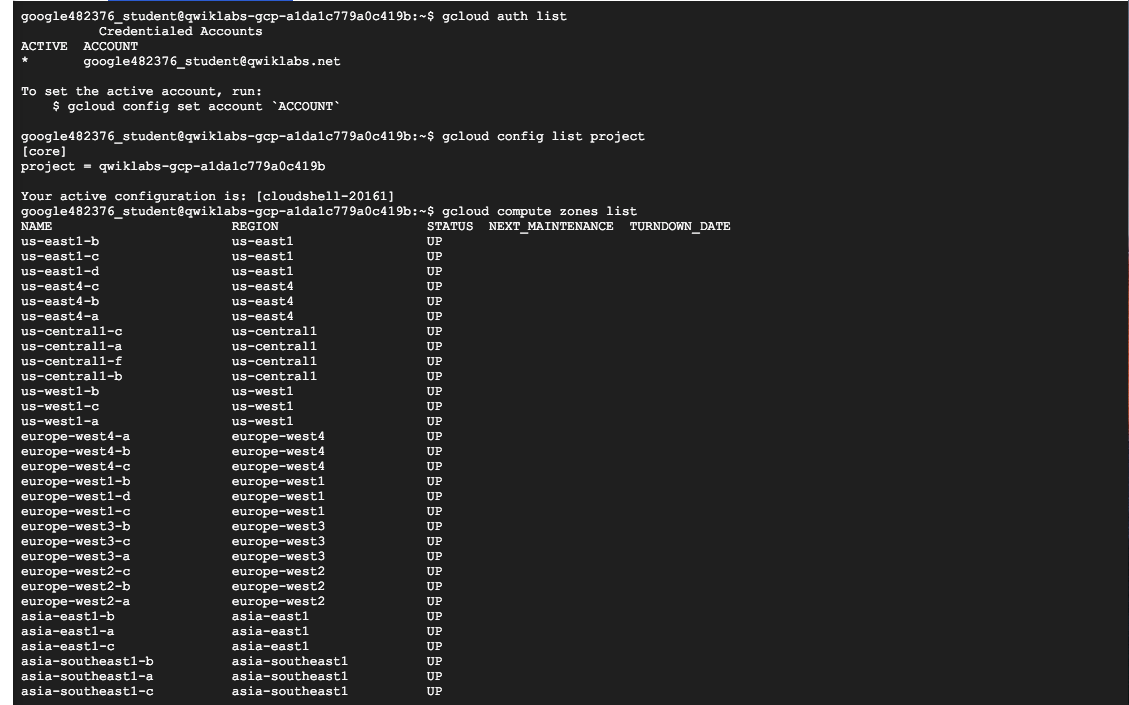 google482376_student@qwiklabs-gcp-a1da1c779a0c419b:~$ gcloud auth list
Credentialed Accounts
ACTIVE ACCOUNT
* google482376_student@qwiklabs.net
To set the active account, run:
$ gcloud config set account `ACCOUNT`
google482376_student@qwiklabs-gcp-a1da1c779a0c419b:~$ gcloud config list project
[core]
project = qwiklabs-gcp-a1da1c779a0c419b
Your active configuration is: [cloudshell-20161]
google482376_student@qwiklabs-gcp-a1da1c779a0c419b:~$ gcloud compute zones list
NAME REGION STATUS NEXT_MAINTENANCE TURNDOWN_DATE
us-east1-b us-east1 UP
us-east1-c us-east1 UP
us-east1-d us-east1 UP
us-east4-c us-east4 UP
us-east4-b us-east4 UP
us-east4-a us-east4 UP
us-central1-c us-central1 UP
us-central1-a us-central1 UP
us-central1-f us-central1 UP
us-central1-b us-central1 UP
us-west1-b us-west1 UP
us-west1-c us-west1 UP
us-west1-a us-west1 UP
europe-west4-a europe-west4 UP
europe-west4-b europe-west4 UP
europe-west4-c europe-west4 UP
europe-west1-b europe-west1 UP
europe-west1-d europe-west1 UP
europe-west1-c europe-west1 UP
europe-west3-b europe-west3 UP
europe-west3-c europe-west3 UP
europe-west3-a europe-west3 UP
europe-west2-c europe-west2 UP
europe-west2-b europe-west2 UP
europe-west2-a europe-west2 UP
asia-east1-b asia-east1 UP
asia-east1-a asia-east1 UP
asia-east1-c asia-east1 UP
asia-southeast1-b asia-southeast1 UP
asia-southeast1-a asia-southeast1 UP
asia-southeast1-c asia-southeast1 UP